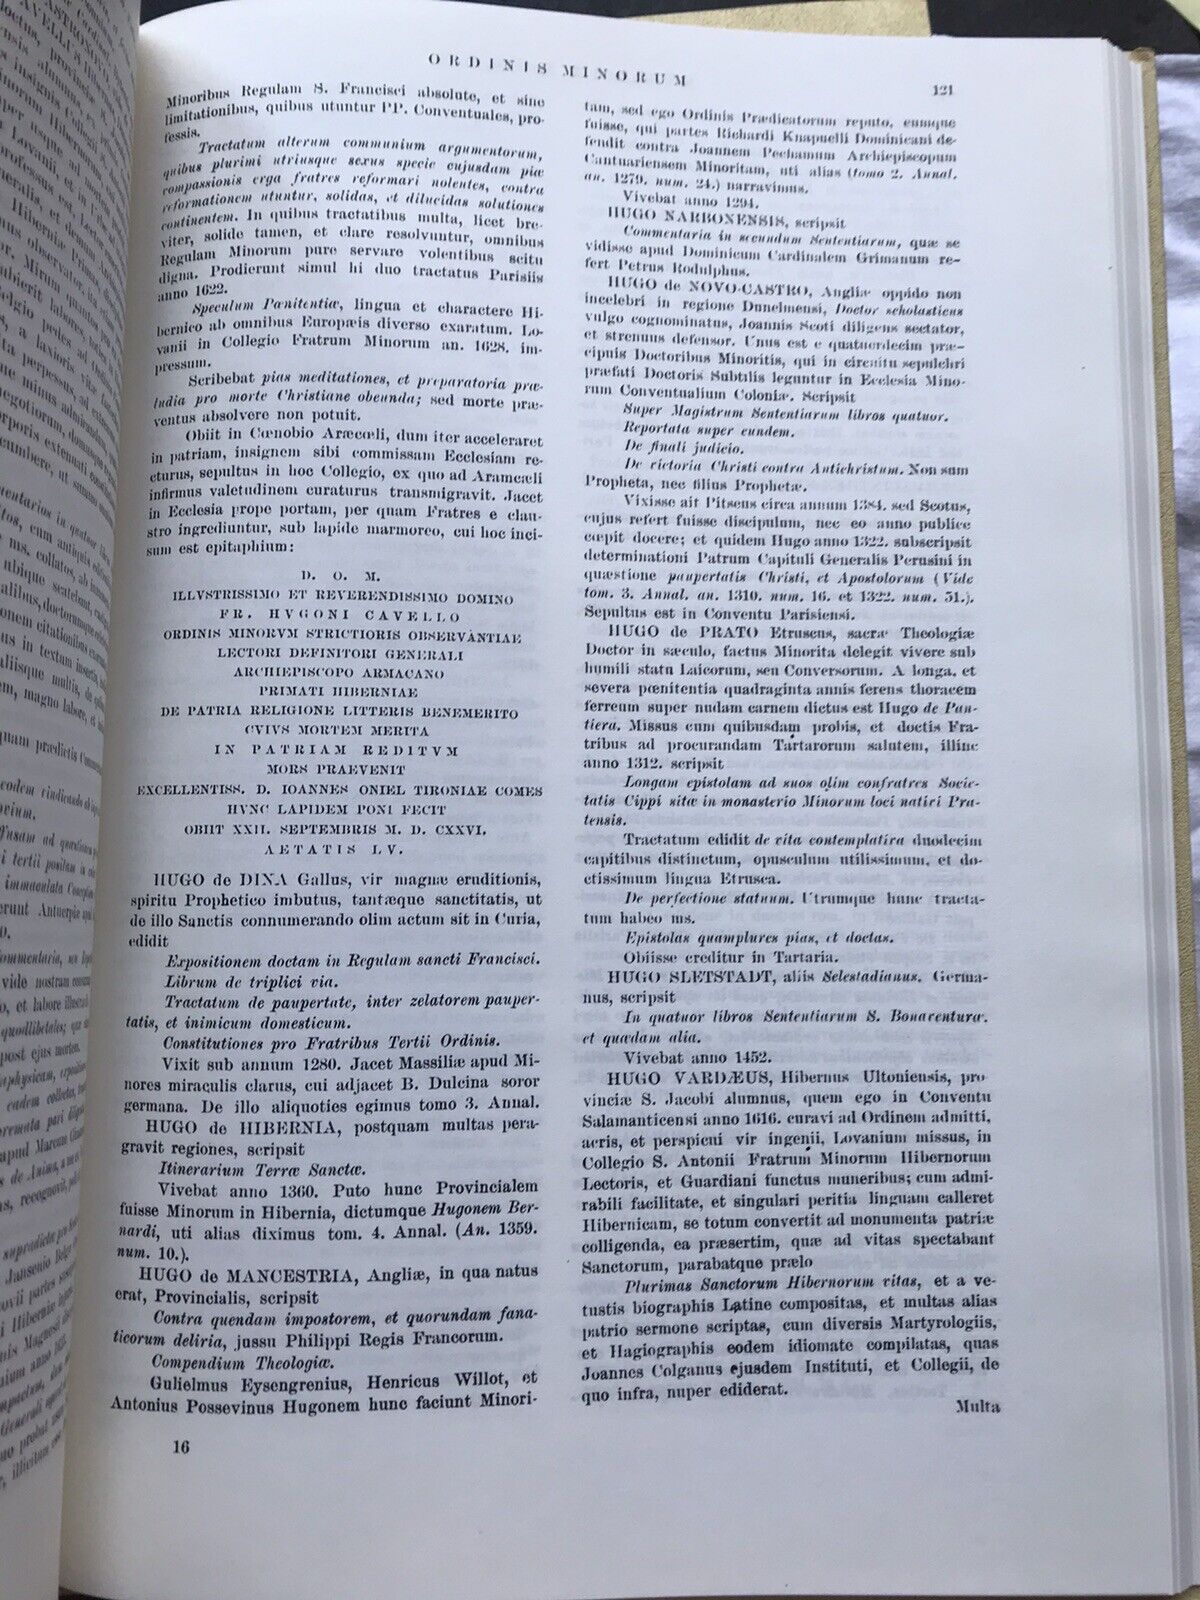 ORDINIS MINORUM
121
Minoribus Regulam S. Francisci absolute, et sine
limitationibus, quibus utuntur PP. Conventuales, pro-
fessis.
Tractatum alterum communium argumentorum,
quibus plurimi utriusque sexus specie cujusdam piæ
compassionis erga fratres reformari nolentes, contra
reformationem utuntur, solidas, et dilucidas solutiones
continentem. In quibus tractatibus multa, licet bre-
viter, solide tamen, et clare resolvuntur, omnibus
Regulam Minorum pure servare volentibus scitu
digna. Prodierunt simul hi duo tractatus Parisiis
anno 1622.
Speculum Pœnitentiæ, lingua et charactere Hi-
bernico ab omnibus Europæis diverso exaratum. Lo-
vanii in Collegio Fratrum Minorum an. 1628. im-
pressum.
Scribebat pias meditationes, et preparatoria præ-
ludia pro morte Christiane obeunda; sed morte præ-
ventus absolvere non potuit.
Obiit in Cœnobio Aræcœli, dum iter acceleraret
in patriam, insignem sibi commissam Ecclesiam re-
cturus, sepultus in hoc Collegio, ex quo ad Aramcœli
infirmus valetudinem curaturus transmigravit. Jacet
in Ecclesia prope portam, per quam Fratres e clau-
stro ingrediuntur, sub lapide marmoreo, cui hoc inci-
sum est epitaphium:
D. O. M.
ILLVSTRISSIMO ET REVERENDISSIMO DOMINO
FR. HVGONI CAVELLO
ORDINIS MINORVM STRICTIORIS OBSERVANTIAE
LECTORI DEFINITORI GENERALI
ARCHIEPISCOPO ARMACANO
PRIMATI HIBERNIAE
DE PATRIA RELIGIONE LITTERIS BENEMERITO
CVIVS MORTEM MERITA
IN PATRIAM REDITVM
MORS PRAEVENIT
EXCELLENTISS. D. IOANNES ONIEL TIRONIAE COMES
HVNC LAPIDEM PONI FECIT
OBIIT XXII. SEPTEMBRIS M. D. CXXVI.
AETATIS LV.
HUGO de DINA Gallus, vir magnæ eruditionis,
spiritu Prophetico imbutus, tantæque sanctitatis, ut
de illo Sanctis connumerando olim actum sit in Curia,
edidit
Expositionem doctam in Regulam sancti Francisci.
Librum de triplici via.
Tractatum de paupertate, inter zelatorem pauper-
tatis, et inimicum domesticum.
Constitutiones pro Fratribus Tertii Ordinis.
Vixit sub annum 1280. Jacet Massiliæ apud Mi-
nores miraculis clarus, cui adjacet B. Dulcina soror
germana. De illo aliquoties egimus tomo 3. Annal.
HUGO de HIBERNIA, postquam multas pera-
gravit regiones, scripsit
Itinerarium Terræ Sanctæ.
Vivebat anno 1360. Puto hunc Provincialem
fuisse Minorum in Hibernia, dictumque Hugonem Ber-
nardi, uti alias diximus tom. 4. Annal. (An. 1359.
num. 10.).
HUGO de MANCESTRIA, Angliæ, in qua natus
erat, Provincialis, scripsit
Contra quendam impostorem, et quorundam fana-
ticorum deliria, jussu Philippi Regis Francorum.
Compendium Theologiæ.
Gulielmus Eysengrenius, Henricus Willot, et
Antonius Possevinus Hugonem hunc faciunt Minori-
16
tam, sed ego Ordinis Prædicatorum reputo, eumque
fuisse, qui partes Richardi Knapuelli Dominicani de-
fendit contra Joannem Pechamum Archiepiscopum
Cantuariensem Minoritam, uti alias (tomo 2. Annal.
an. 1279. num. 24.) narravimus.
Vivebat anno 1294.
HUGO NARBONENSIS, scripsit
Commentaria in secundum Sententiarum, quæ se
vidisse apud Dominicum Cardinalem Grimanum re-
fert Petrus Rodulphus.
HUGO de NOVO-CASTRO, Angliæ oppido non
incelebri in regione Dunelmensi, Doctor scholasticus
vulgo cognominatus, Joannis Scoti diligens sectator,
et strenuus defensor. Unus est e quatuordecim præ-
cipuis Doctoribus Minoritis, qui in circuitu sepulchri
præfati Doctoris Subtilis leguntur in Ecclesia Mino-
rum Conventualium Coloniæ. Scripsit
Super Magistrum Sententiarum libros quatuor.
Reportata super eundem.
De finali judicio.
De victoria Christi contra Antichristum. Non sum
Propheta, nec filius Prophetæ.
Vixisse ait Pitseus circa annum 1384. sed Scotus,
cujus refert fuisse discipulum, nec eo anno publice
cœpit docere; et quidem Hugo anno 1322. subscripsit
determinationi Patrum Capituli Generalis Perusini in
quæstione paupertatis Christi, et Apostolorum (Vide
tom. 3. Annal. an. 1310. num. 16. et 1322. num. 51.).
Sepultus est in Conventu Parisiensi.
HUGO de PRATO Etruscus, sacræ Theologiæ
Doctor in sæculo, factus Minorita delegit vivere sub
humili statu Laicorum, seu Conversorum. A longa, et
severa pœnitentia quadraginta annis ferens thoracem
ferreum super nudam carnem dictus est Hugo de Pan-
tiera. Missus cum quibusdam probis, et doctis Fra-
tribus ad procurandam Tartarorum salutem, illinc
anno 1312. scripsit
Longam epistolam ad suos olim confratres Socie-
tatis Cippi sitæ in monasterio Minorum loci nativi Pra-
tensis.
Tractatum edidit de vita contemplativa duodecim
capitibus distinctum, opusculum utilissimum, et do-
ctissimum lingua Etrusca.
De perfectione statuum. Utrumque hunc tracta-
tum habeo ms.
Epistolas quamplures pias, et doctas.
Obiisse creditur in Tartaria.
HUGO SLETSTADT, aliis Selestadianus. Germa-
nus, scripsit
In quatuor libros Sententiarum S. Bonaventuræ.
et quædam alia.
Vivebat anno 1452.
HUGO VARDÆUS, Hibernus Ultoniensis, pro-
vinciæ S. Jacobi alumnus, quem ego in Conventu
Salamanticensi anno 1616. curavi ad Ordinem admitti,
acris, et perspicui vir ingenii, Lovanium missus, in
Collegio S. Antonii Fratrum Minorum Hibernorum
Lectoris, et Guardiani functus muneribus; cum admi-
rabili facilitate, et singulari peritia linguam calleret
Hibernicam, se totum convertit ad monumenta patriæ
colligenda, ea præsertim, quæ ad vitas spectabant
Sanctorum, parabatque prælo
Plurimas Sanctorum Hibernorum vitas, et a ve-
tustis biographis Latine compositas, et multas alias
patrio sermone scriptas, cum diversis Martyrologiis,
et Hagiographis eodem idiomate compilatas, quas
Joannes Colganus ejusdem Instituti, et Collegii, de
quo infra, nuper ediderat.
Multa